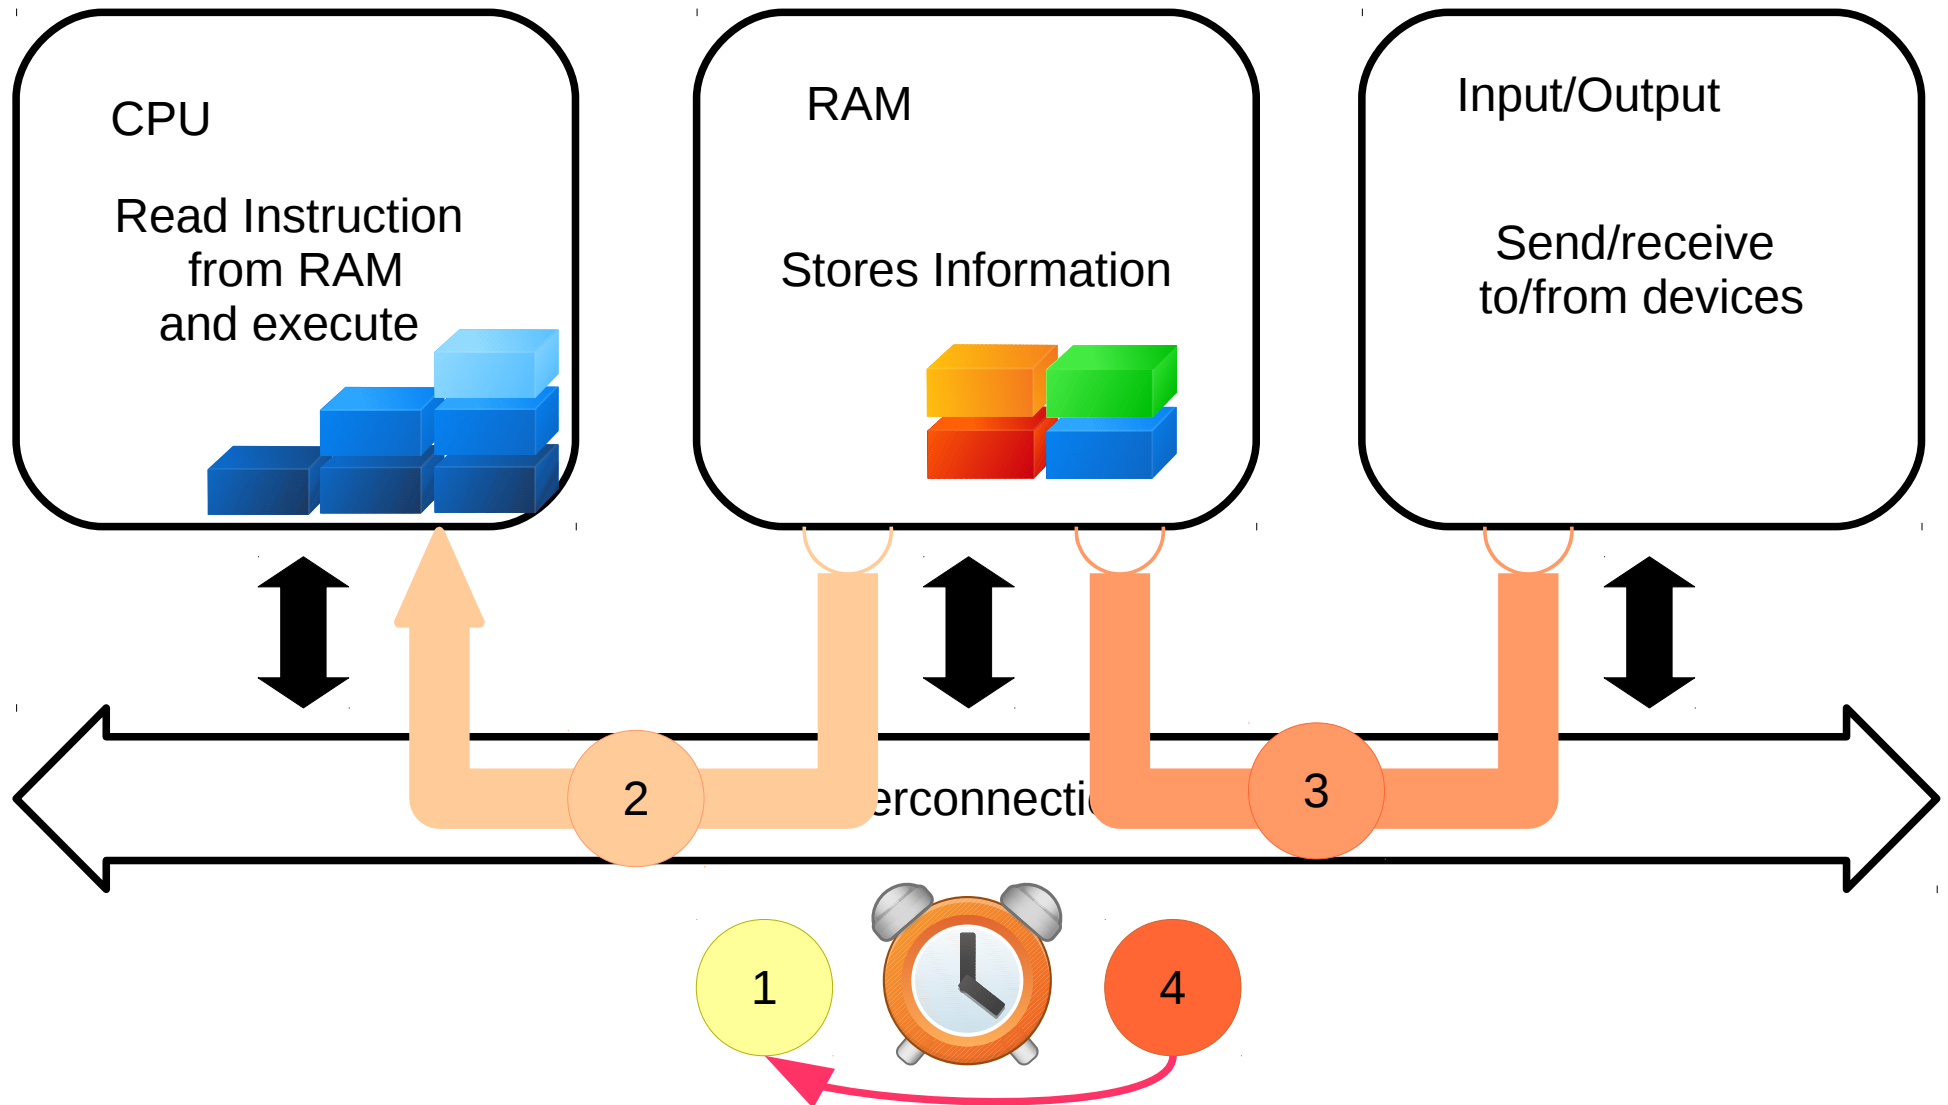 CPU
Read Instruction
from RAM
and execute
RAM
Stores Information
Input/Output
Send/receive
to/from devices
2
erconnecti
3
1
4